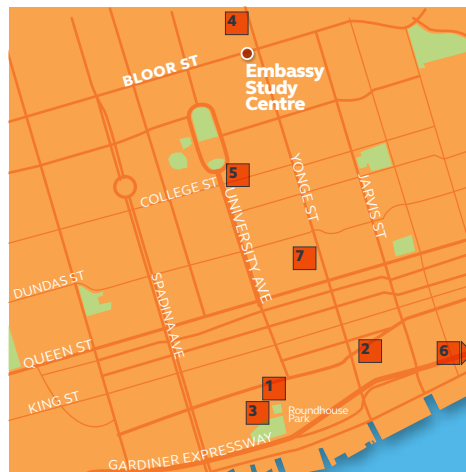 4
BLOOR ST
Embassy
Study
Centre
5
COLLEGE ST
UNIVERSITY AVE
YONGE ST
JARVIS ST
7
DUNDAS ST
SPADINA AVE
QUEEN ST
2
6
1
KING ST
3
Roundhouse
Park
GARDINER EXPRESSWAY